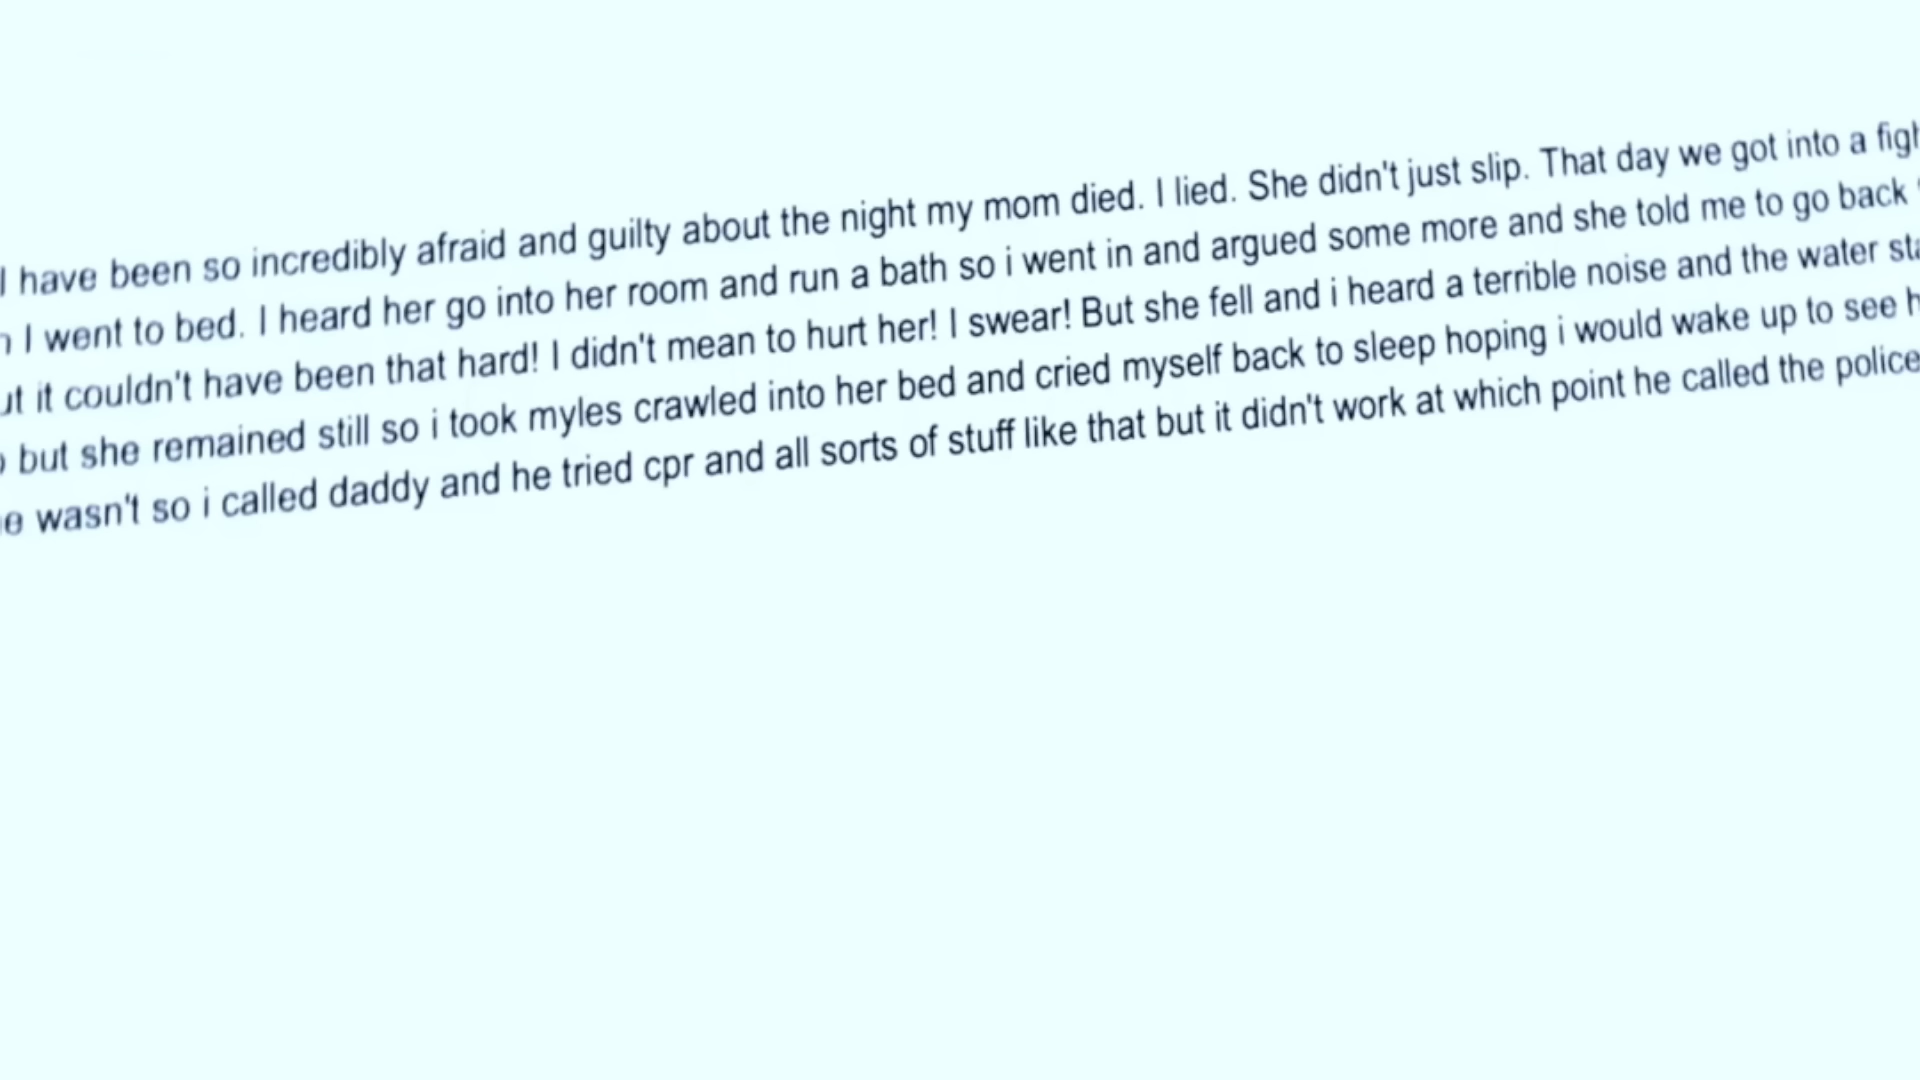 I have been so incredibly afraid and guilty about the night my mom died. I lied. She didn't just slip. That day we got into a
I went to bed. I heard her go into her room and run a bath so i went in and argued some more and she told me to go back
it couldn't have been that hard! I didn't mean to hurt her! I swear! But she fell and i heard a terrible noise and the water
but she remained still so i took myles crawled into her bed and cried myself back to sleep hoping i would wake up to see
wasn't so i called daddy and he tried cpr and all sorts of stuff like that but it didn't work at which point he called the police